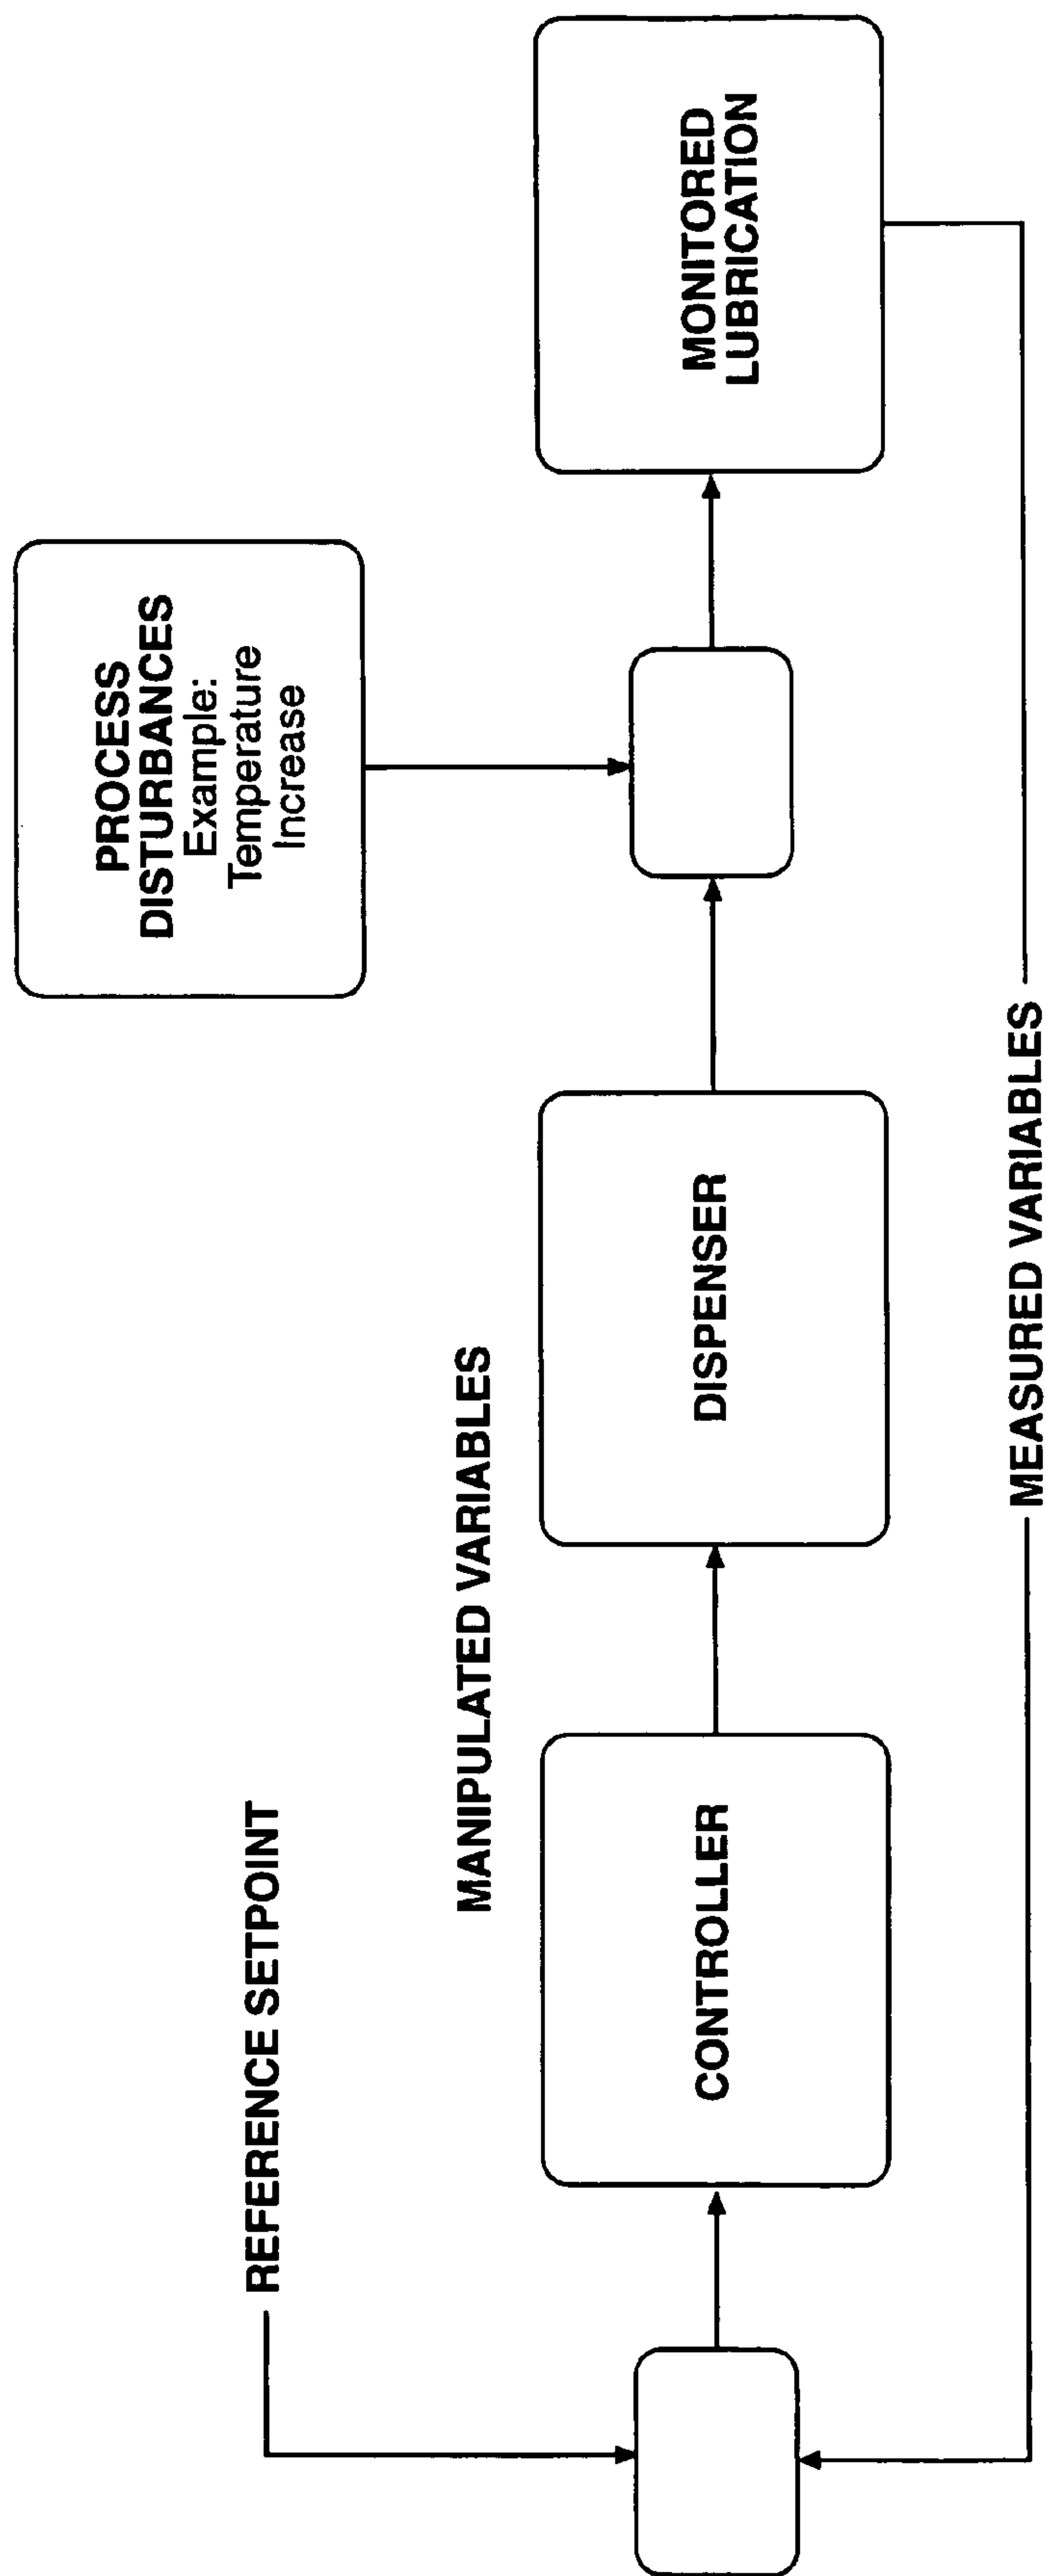 REFERENCE SETPOINT
MANIPULATED VARIABLES
CONTROLLER
DISPENSER
PROCESS
DISTURBANCES
Example:
Temperature
Increase
MONITORED
LUBRICATION
MEASURED VARIABLES